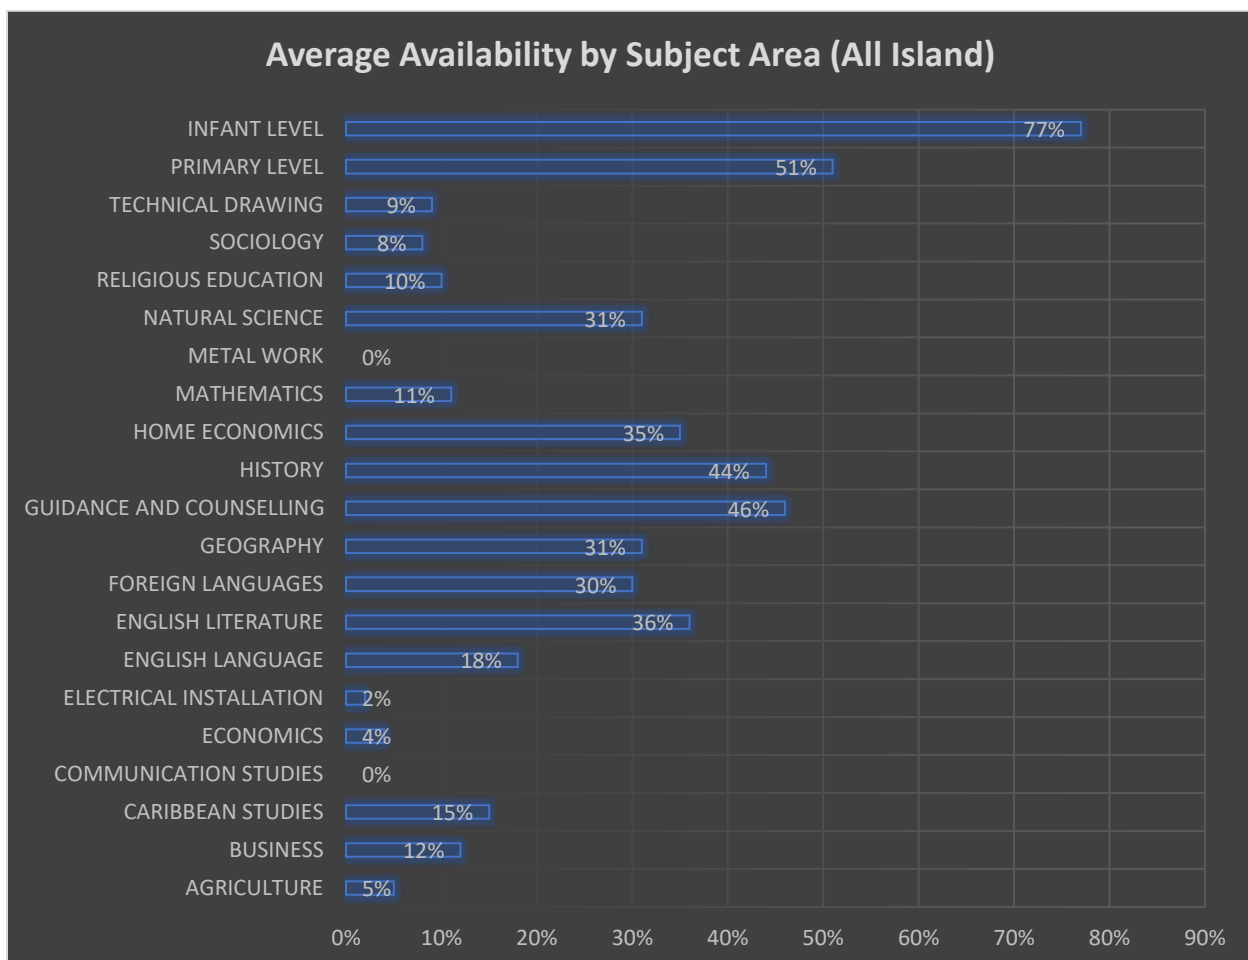 Average Availability by Subject Area (All Island)
INFANT LEVEL 77%
PRIMARY LEVEL 51%
TECHNICAL DRAWING 9%
SOCIOLOGY 8%
RELIGIOUS EDUCATION 10%
NATURAL SCIENCE 31%
METAL WORK 0%
MATHEMATICS 11%
HOME ECONOMICS 35%
HISTORY 44%
GUIDANCE AND COUNSELLING 46%
GEOGRAPHY 31%
FOREIGN LANGUAGES 30%
ENGLISH LITERATURE 36%
ENGLISH LANGUAGE 18%
ELECTRICAL INSTALLATION 2%
ECONOMICS 4%
COMMUNICATION STUDIES 0%
CARIBBEAN STUDIES 15%
BUSINESS 12%
AGRICULTURE 5%
0% 10% 20% 30% 40% 50% 60% 70% 80% 90%